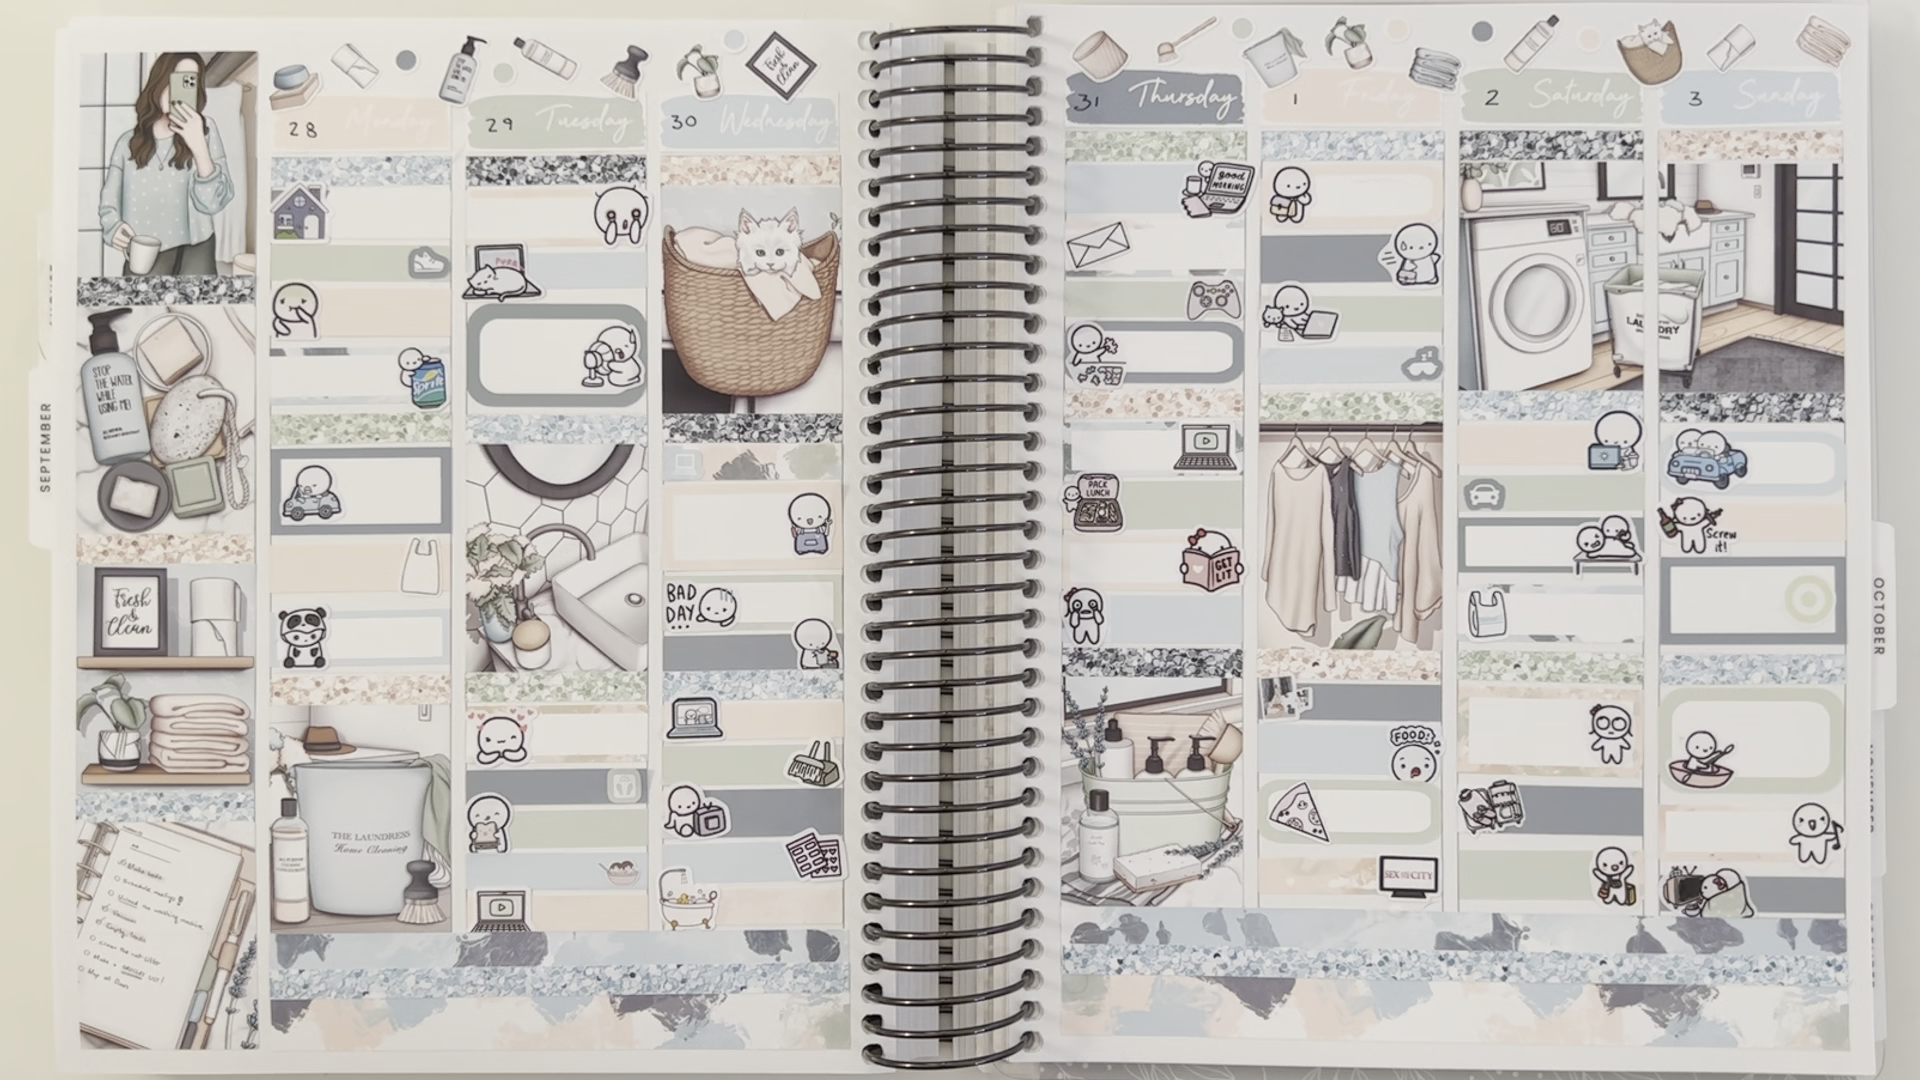 Fresh
&
Clean
28
Monday
29
Tuesday
30
Wednesday
31
Thursday
1
Friday
2
Saturday
3
Sunday
SEPTEMBER
STOP
THE WATER
WHILE
USING ME!
Fresh
&
Clean
Sprite
THE LAUNDRESS
Home Cleaning
PURR
BAD
DAY
...
good
MORNING
PACK
LUNCH
GET
LIT
FOOD!
SEX AND THE CITY
60
LAUNDRY
Screw
it!
OCTOBER